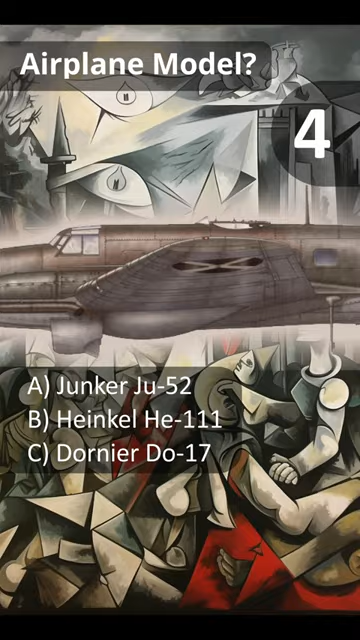 Airplane Model?
4
A) Junker Ju-52
B) Heinkel He-111
C) Dornier Do-17